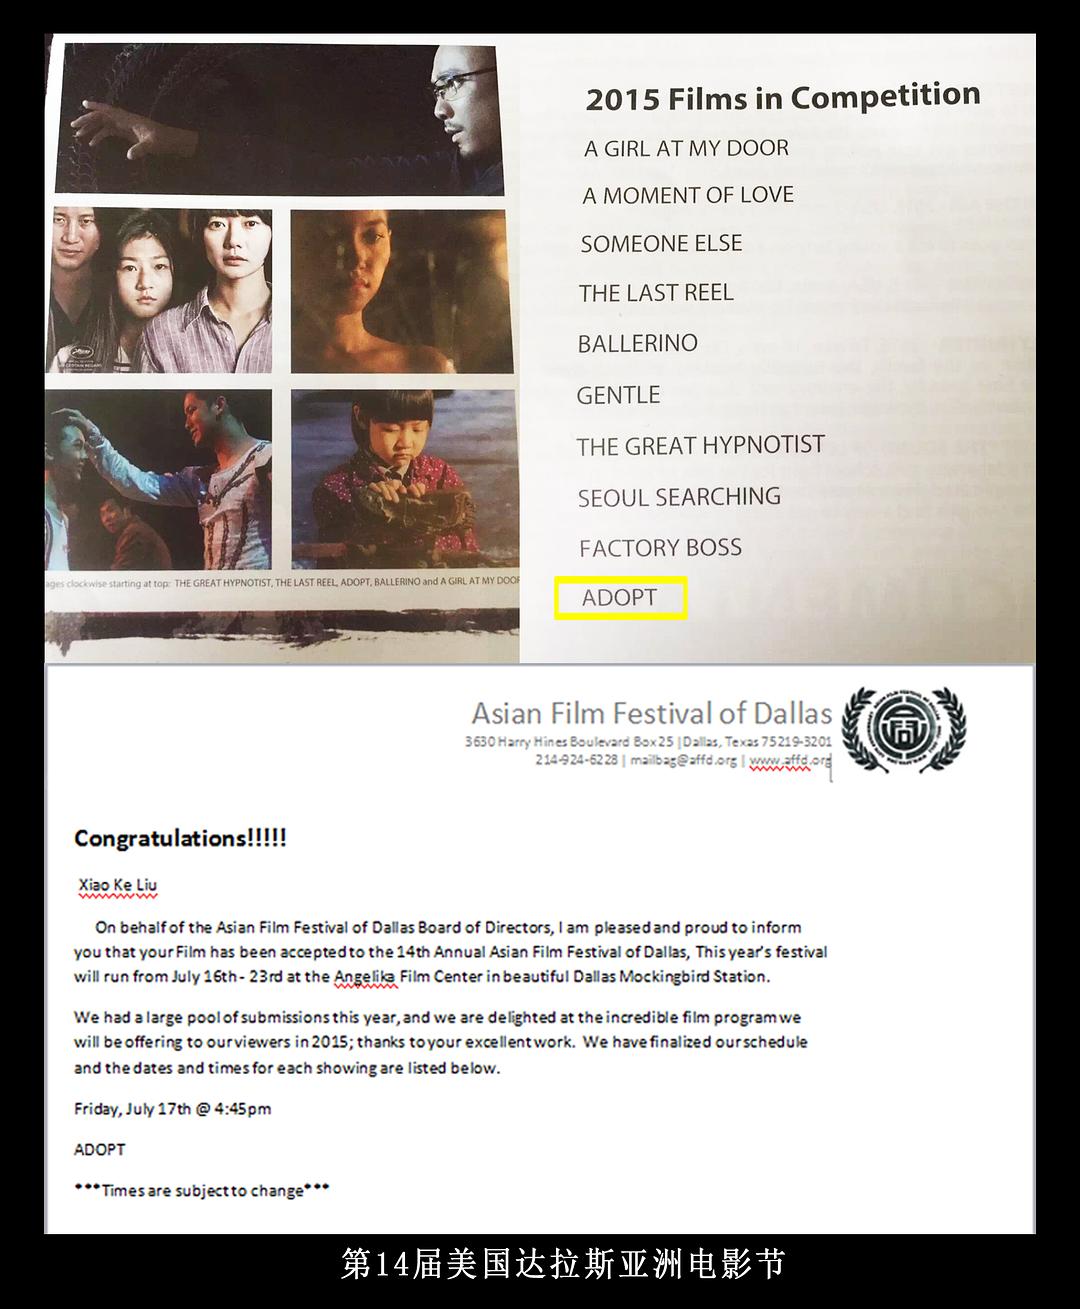 2015 Films in Competition
A GIRL AT MY DOOR
A MOMENT OF LOVE
SOMEONE ELSE
THE LAST REEL
BALLERINO
GENTLE
THE GREAT HYPNOTIST
SEOUL SEARCHING
FACTORY BOSS
ADOPT
ages clockwise starting at top: THE GREAT HYPNOTIST, THE LAST REEL, ADOPT, BALLERINO and A GIRL AT MY DOOR
Asian Film Festival of Dallas
3630 Harry Hines Boulevard Box 25 | Dallas, Texas 75219-3201
214-924-6228 | mailbag@affd.org | www.affd.org
Congratulations!!!!!
Xiao Ke Liu
On behalf of the Asian Film Festival of Dallas Board of Directors, I am pleased and proud to inform
you that your Film has been accepted to the 14th Annual Asian Film Festival of Dallas, This year's festival
will run from July 16th - 23rd at the Angelika Film Center in beautiful Dallas Mockingbird Station.
We had a large pool of submissions this year, and we are delighted at the incredible film program we
will be offering to our viewers in 2015; thanks to your excellent work. We have finalized our schedule
and the dates and times for each showing are listed below.
Friday, July 17th @ 4:45pm
ADOPT
***Times are subject to change***
第14届美国达拉斯亚洲电影节